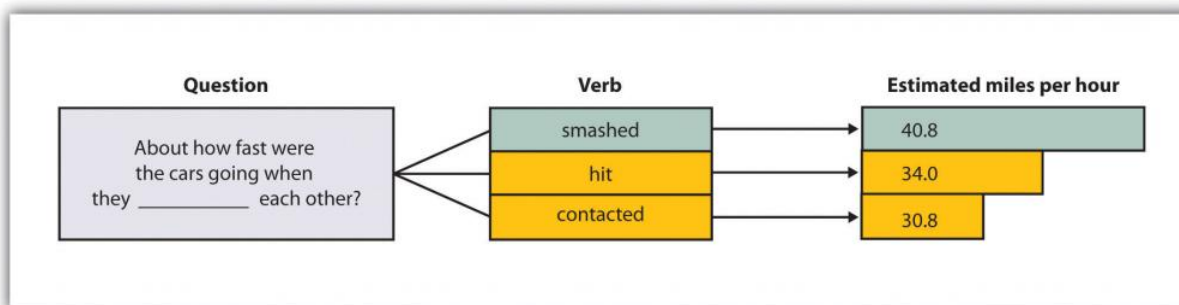 Question
About how fast were
the cars going when
they __________ each other?
Verb
smashed
hit
contacted
Estimated miles per hour
40.8
34.0
30.8